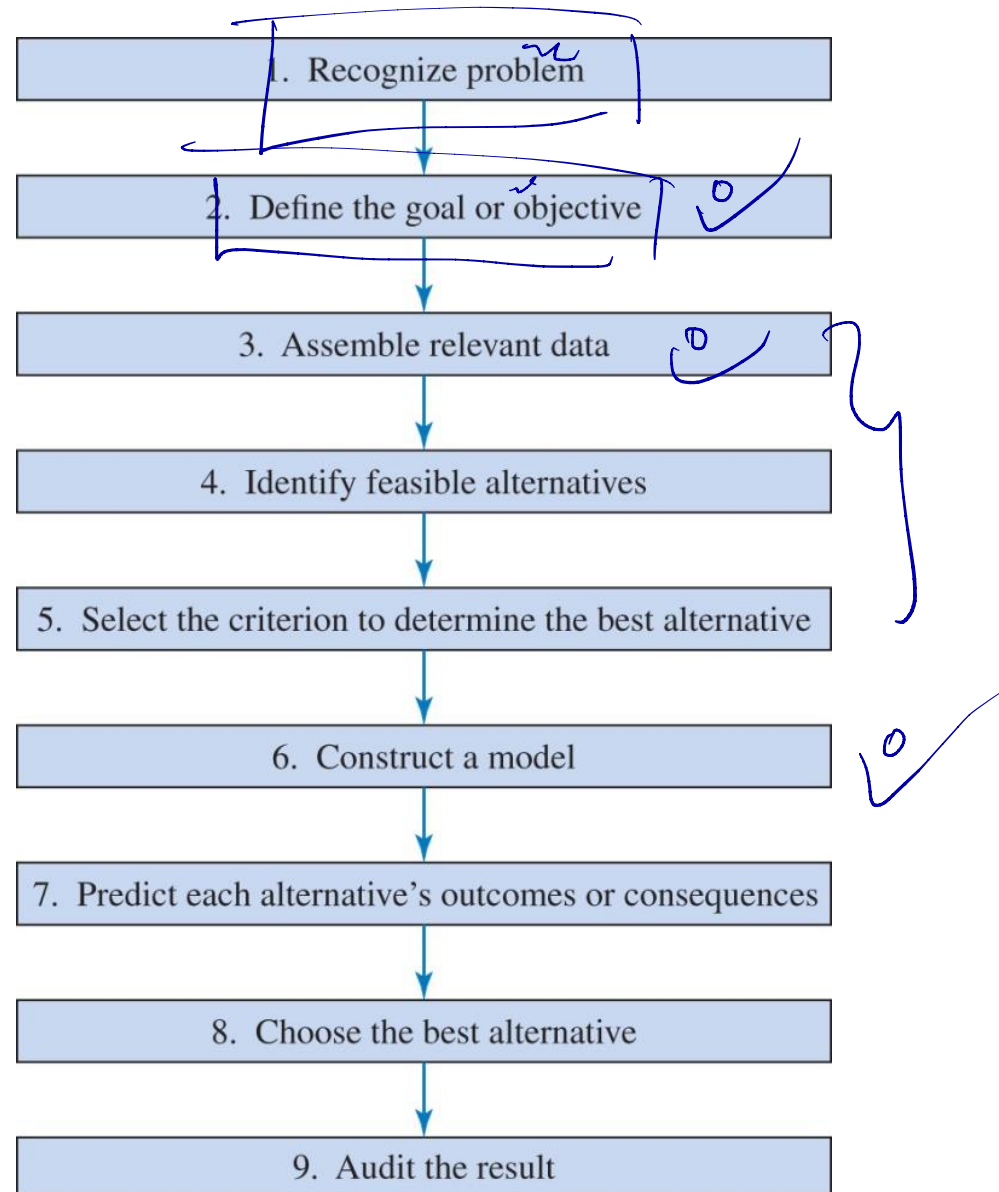 1. Recognize problem
2. Define the goal or objective
3. Assemble relevant data
4. Identify feasible alternatives
5. Select the criterion to determine the best alternative
6. Construct a model
7. Predict each alternative’s outcomes or consequences
8. Choose the best alternative
9. Audit the result